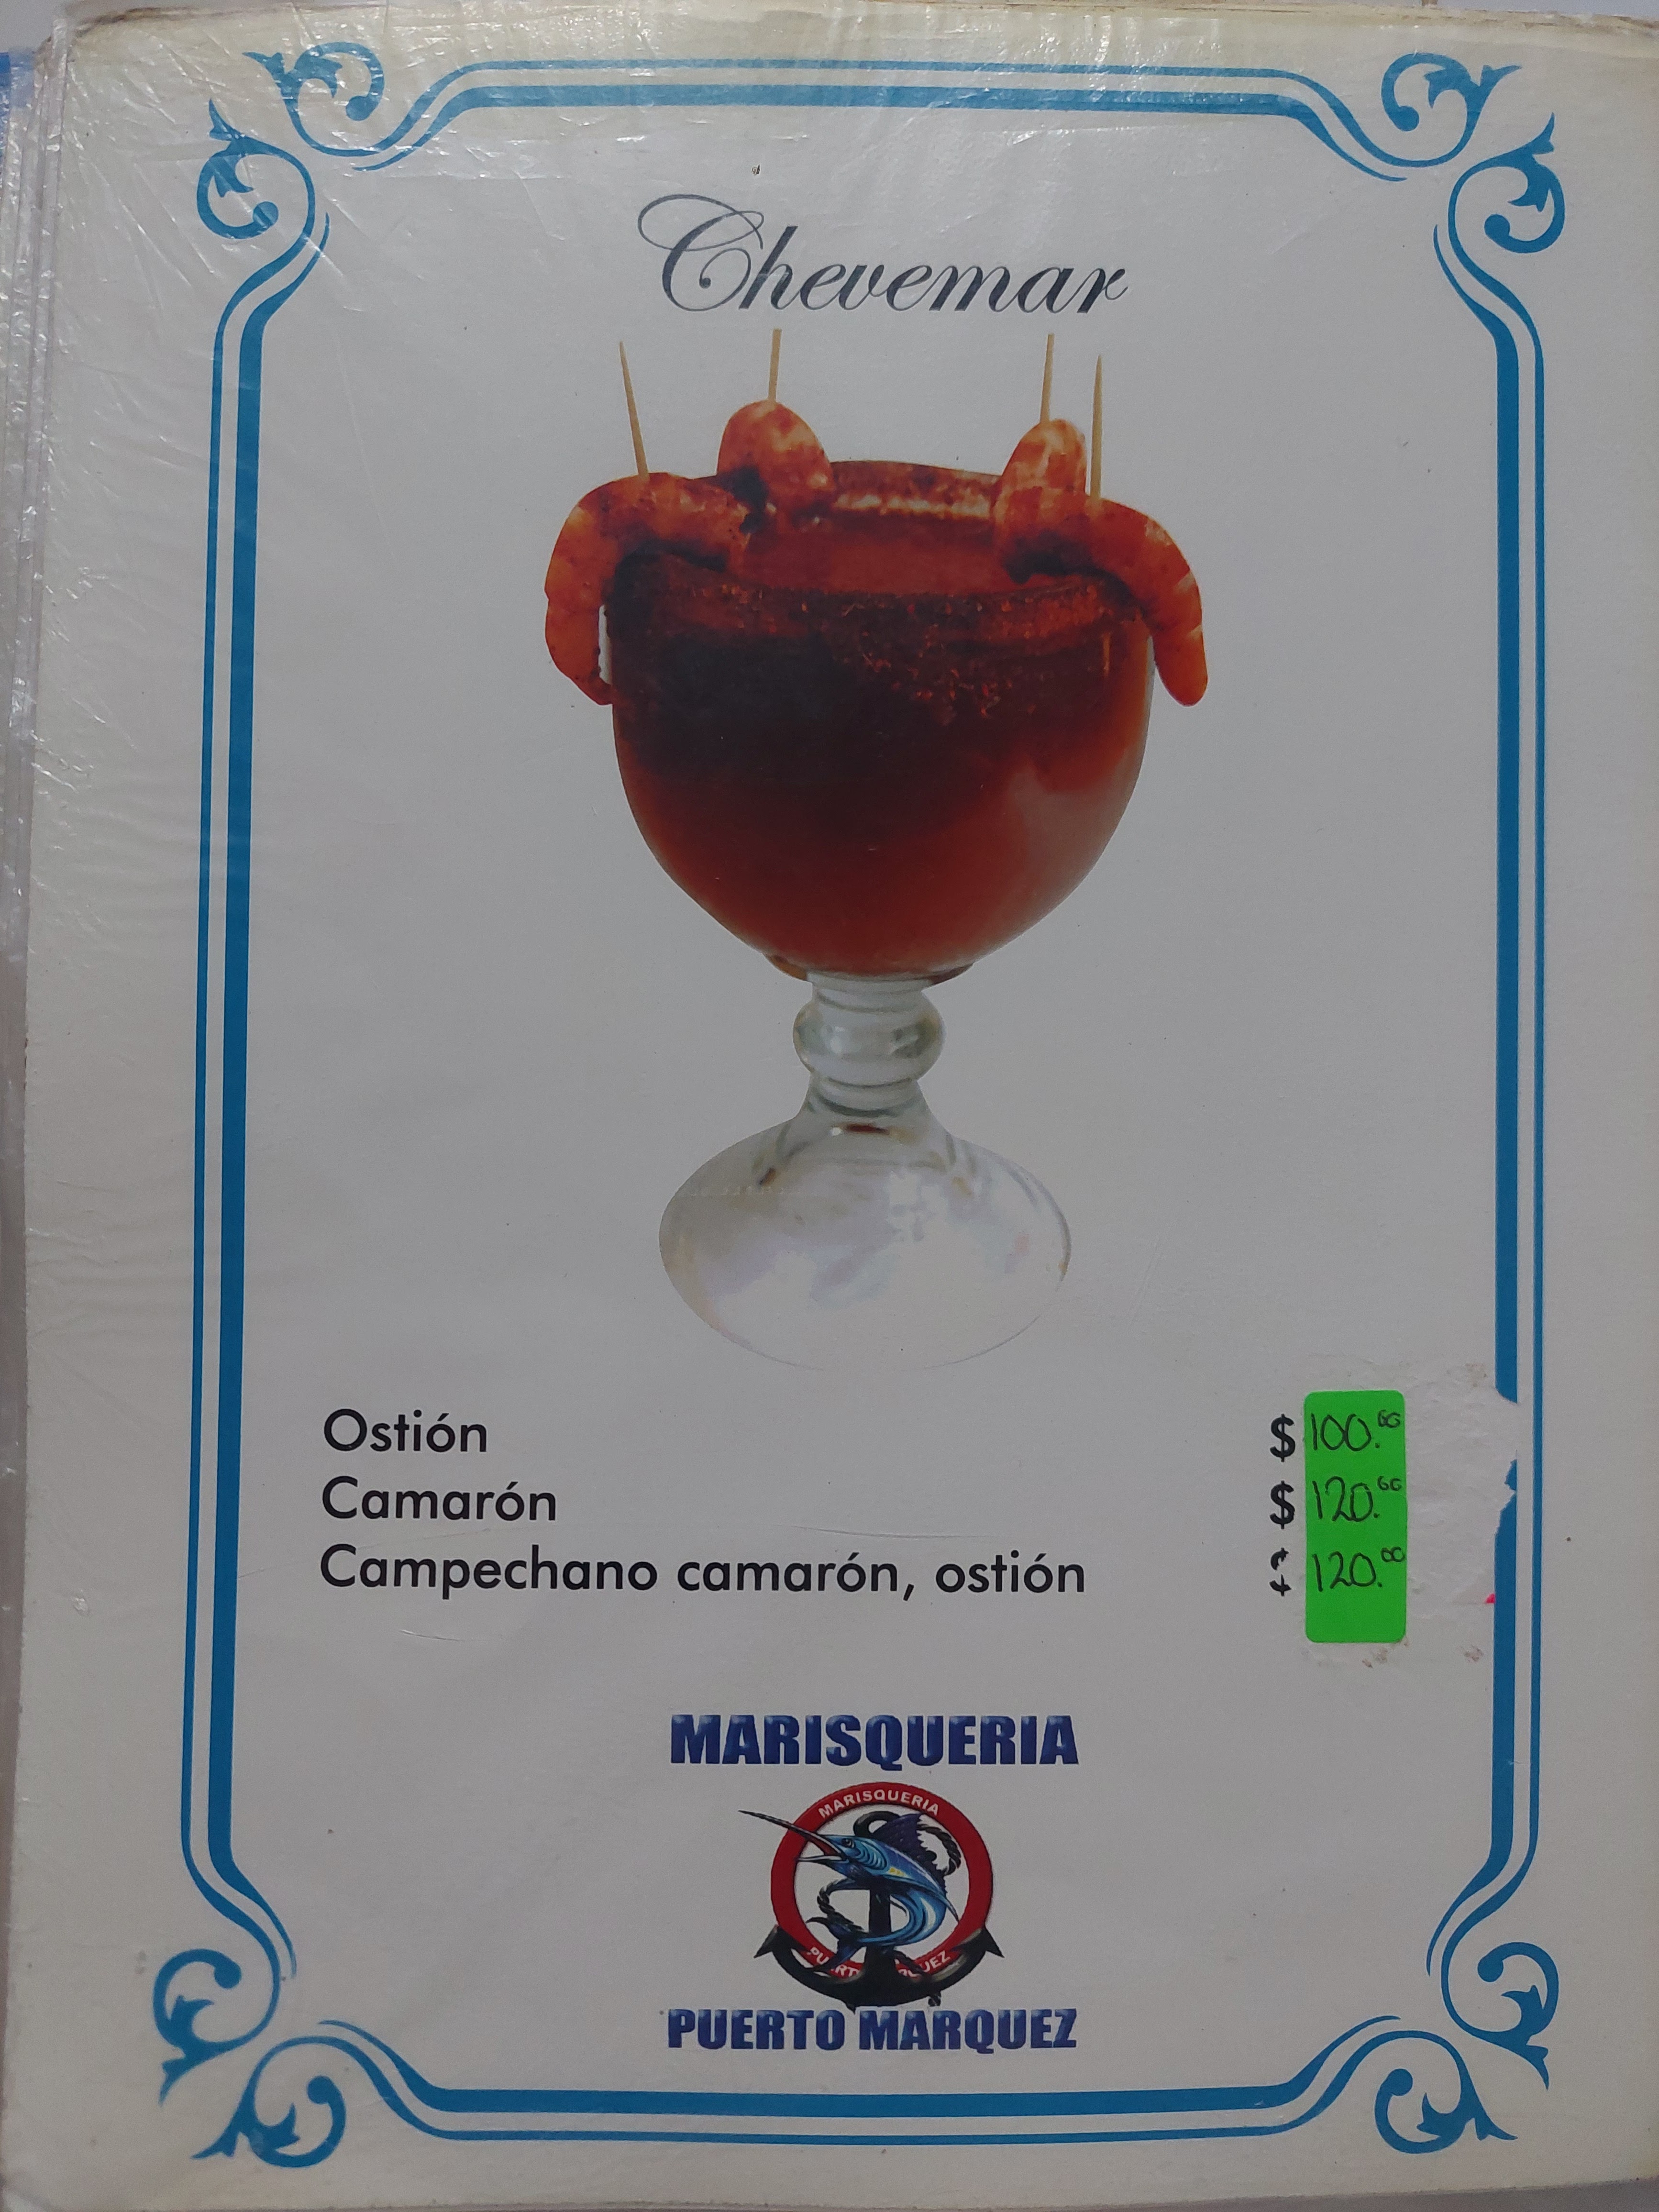 Chevemar
Ostión $ 100.00
Camarón $ 120.00
Campechano camarón, ostión $ 120.00
MARISQUERIA
MARISQUERIA
PUERTO MARQUEZ